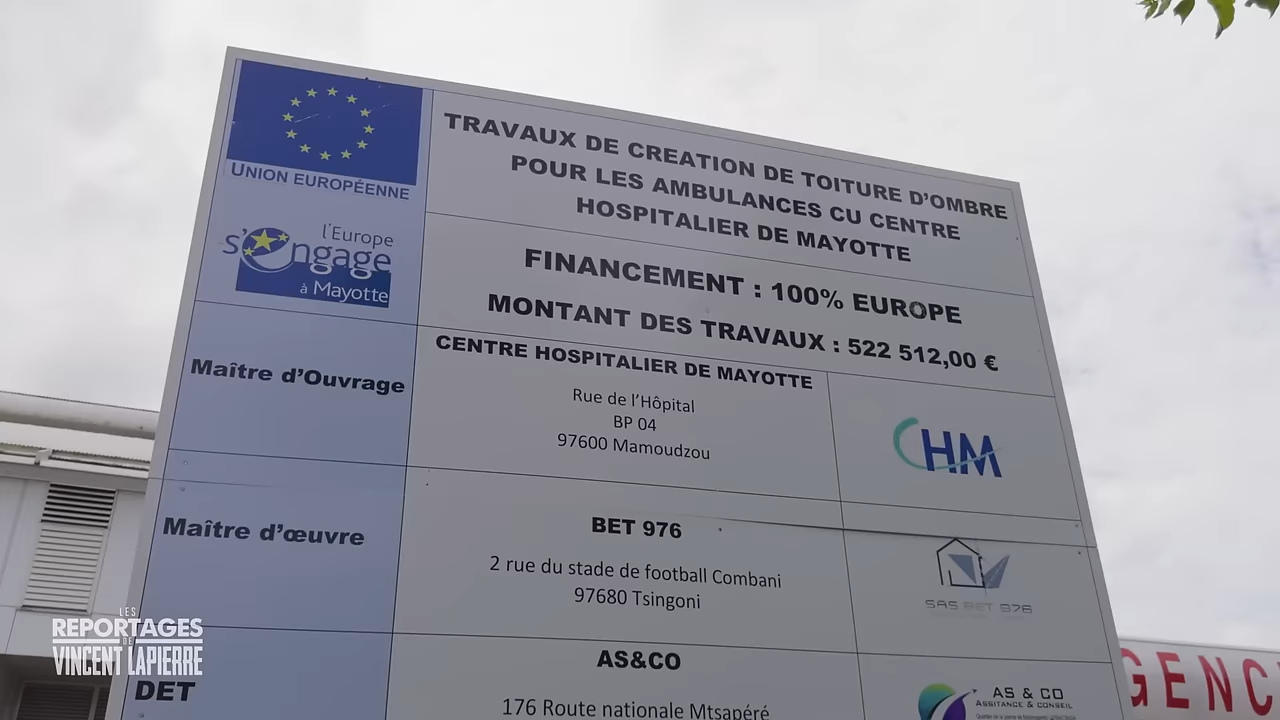 UNION EUROPÉENNE
l'Europe
s'engage
à Mayotte
TRAVAUX DE CREATION DE TOITURE D'OMBRE
POUR LES AMBULANCES CU CENTRE
HOSPITALIER DE MAYOTTE
FINANCEMENT : 100% EUROPE
MONTANT DES TRAVAUX : 522 512,00 €
Maître d'Ouvrage
CENTRE HOSPITALIER DE MAYOTTE
Rue de l'Hôpital
BP 04
97600 Mamoudzou
CHM
Maître d'œuvre
BET 976
2 rue du stade de football Combani
97680 Tsingoni
SAS BET 976
DET
AS&CO
176 Route nationale Mtsapéré
AS & CO
ASSITANCE & CONSEIL
GENC
LES
REPORTAGES
DE
VINCENT LAPIERRE